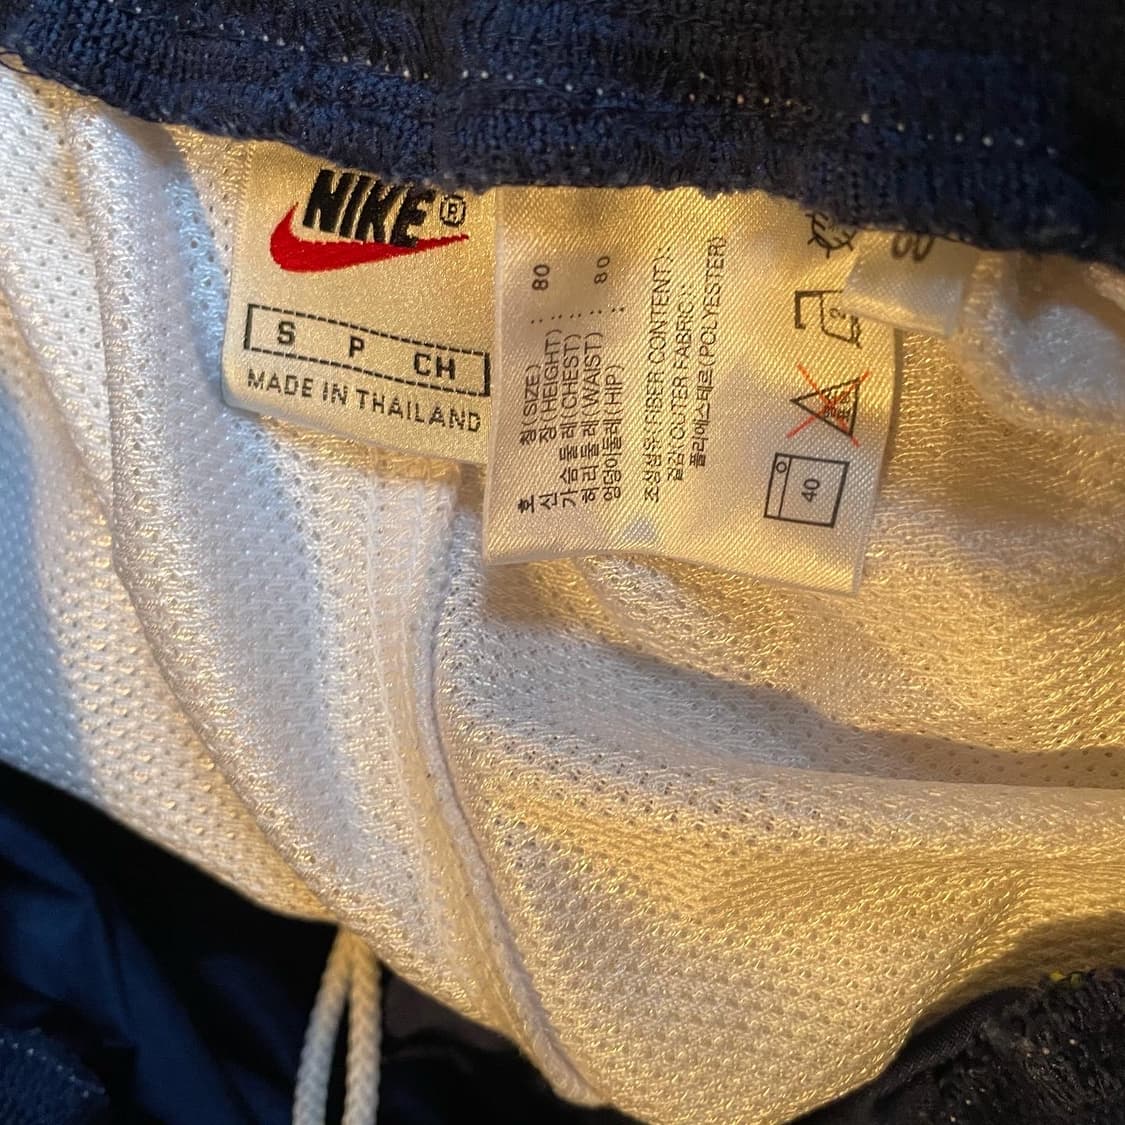 NIKE®
S P CH
MADE IN THAILAND
호 칭(SIZE) : 80
신 장(HEIGHT) :
가슴둘레(CHEST) :
허리둘레(WAIST) : 80
엉덩이둘레(HIP) :
조성섬유(FIBER CONTENT):
겉감(OUTER FABRIC):
폴리에스테르(POLYESTER)
40